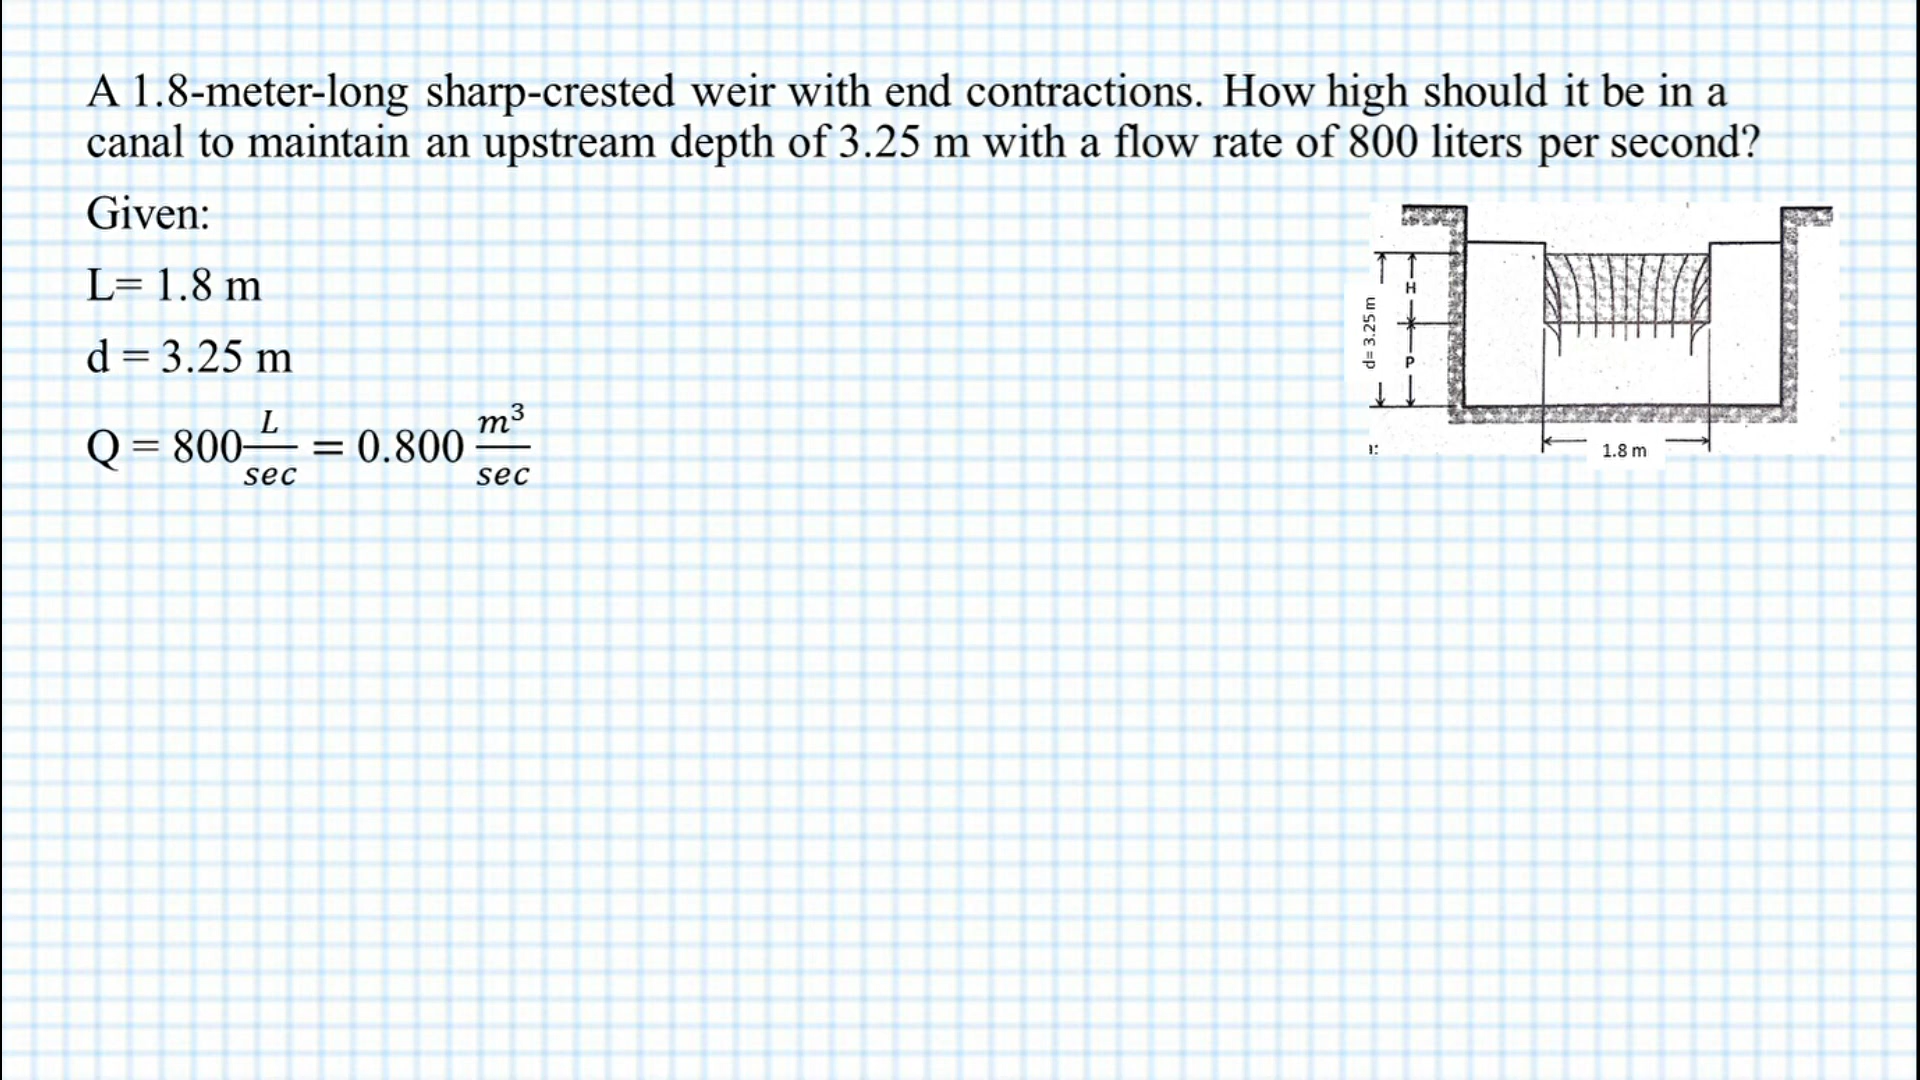 A 1.8-meter-long sharp-crested weir with end contractions. How high should it be in a
canal to maintain an upstream depth of 3.25 m with a flow rate of 800 liters per second?
Given:
L= 1.8 m
d = 3.25 m
Q = 800 L/sec = 0.800 m³/sec
H
d= 3.25 m
P
1.8 m